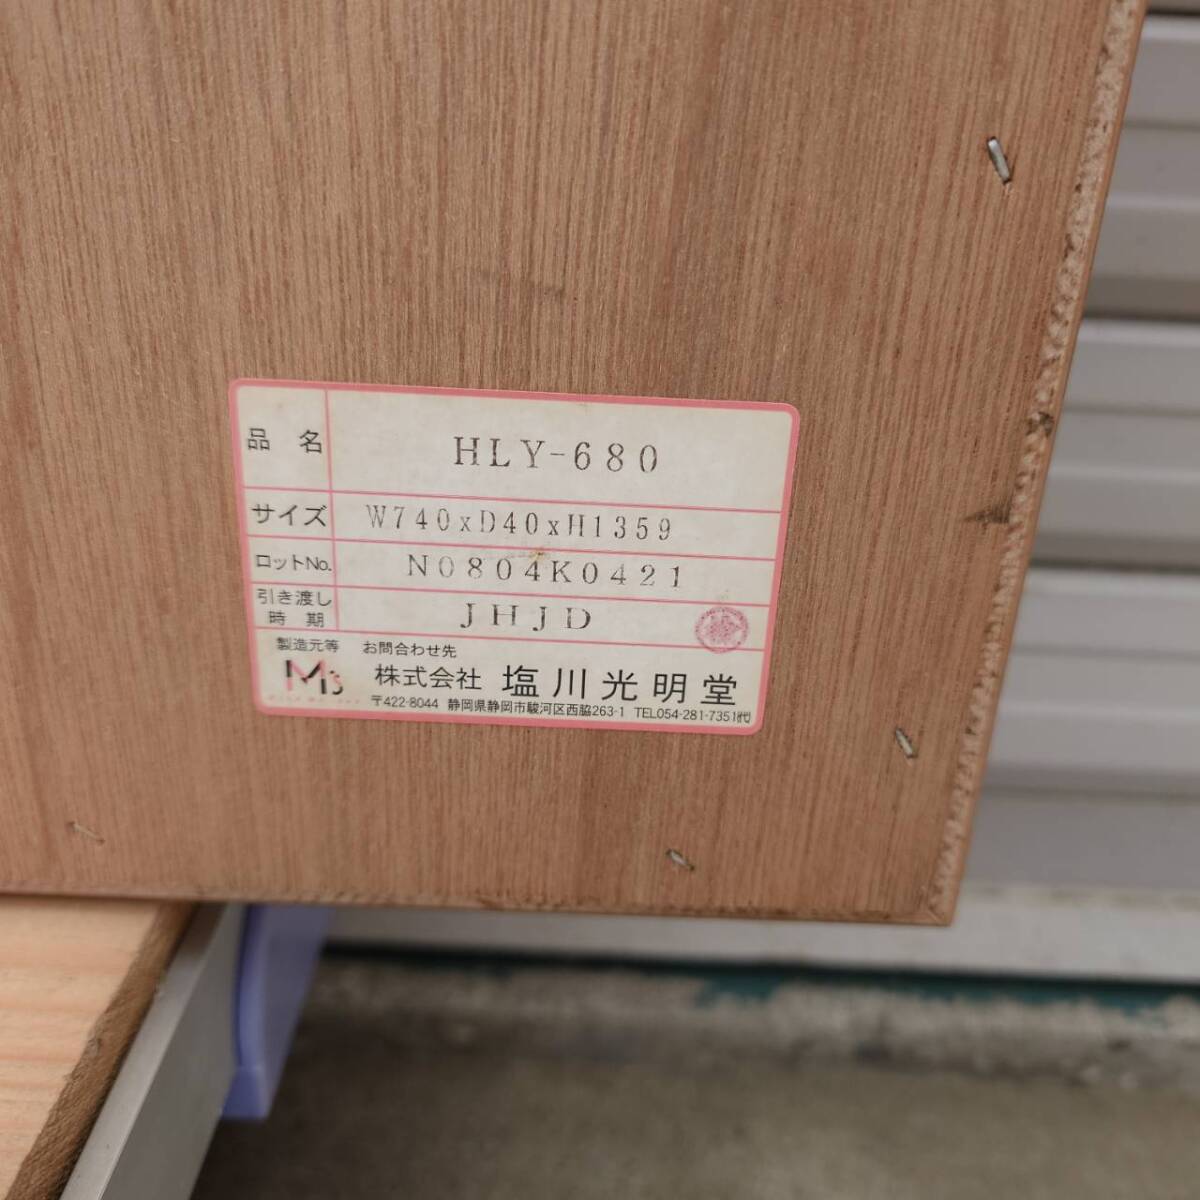 品名 HLY-680
サイズ W740xD40xH1359
ロットNo. N0804K0421
引き渡し
時期 JHJD
製造元等 お問合わせ先
M's 株式会社 塩川光明堂
〒422-8044 静岡県静岡市駿河区西脇263-1 TEL054-281-7351㈹